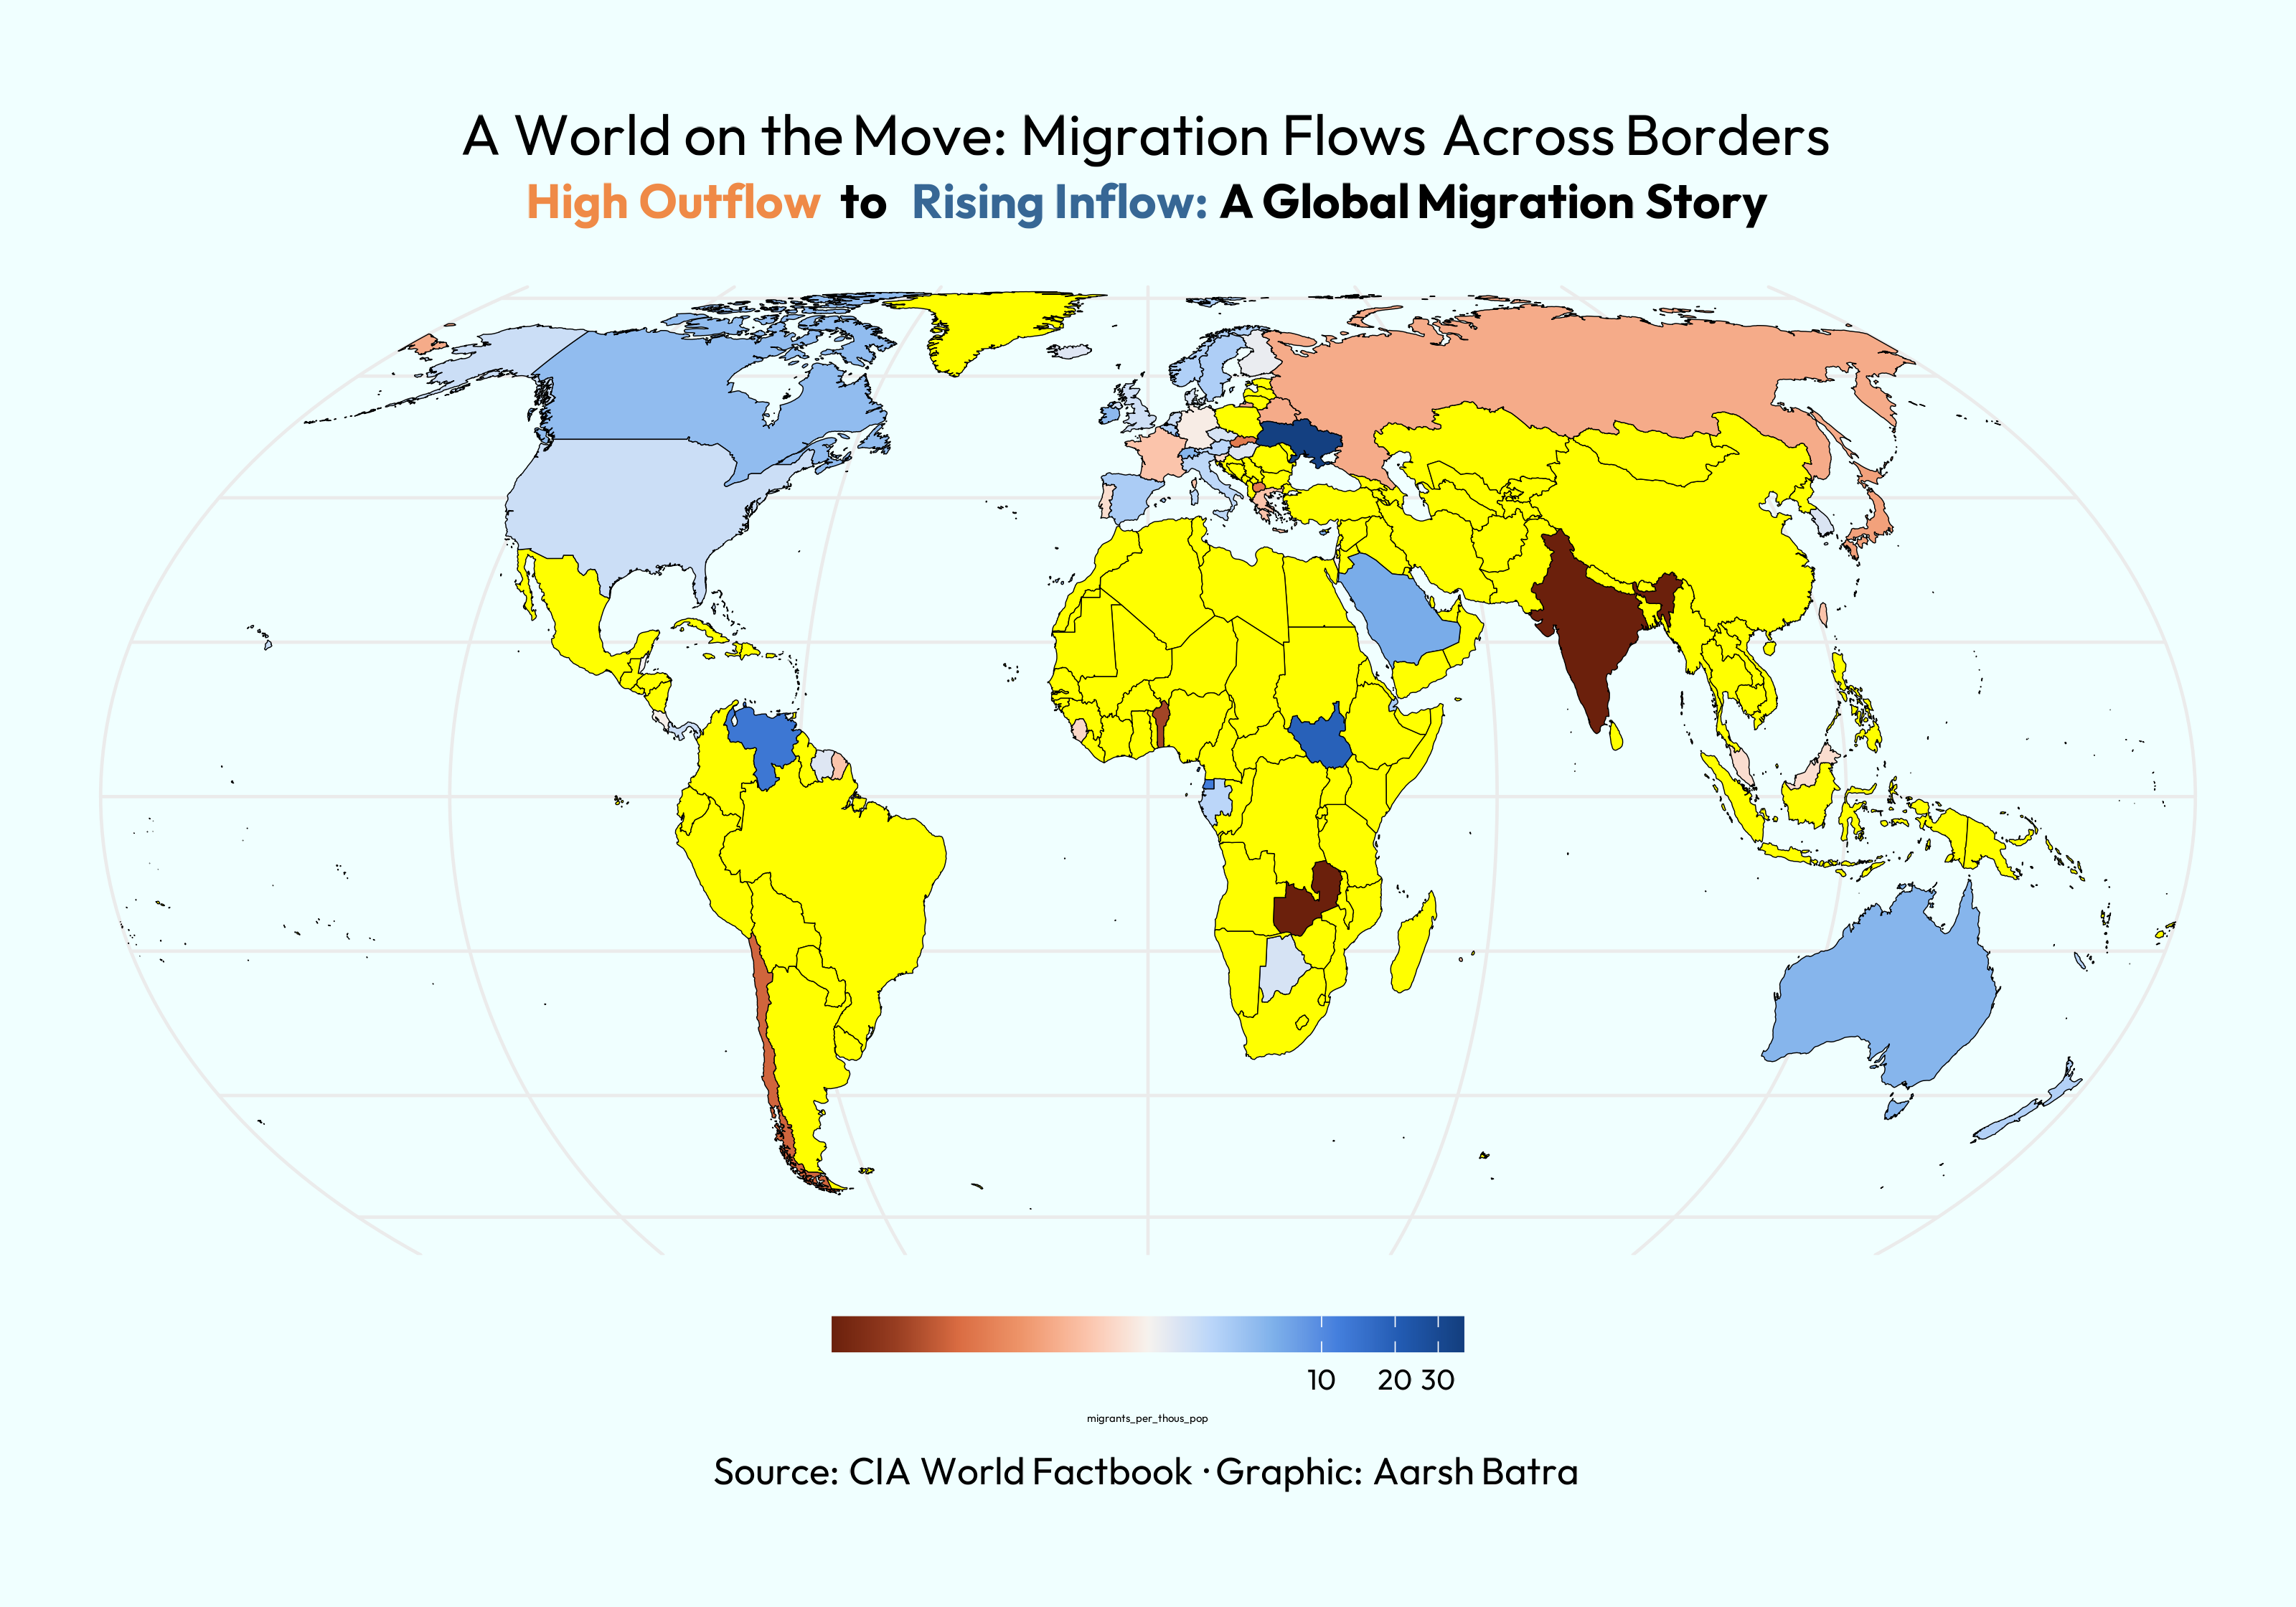 A World on the Move: Migration Flows Across Borders
High Outflow to Rising Inflow: A Global Migration Story
10 20 30
migrants_per_thous_pop
Source: CIA World Factbook · Graphic: Aarsh Batra